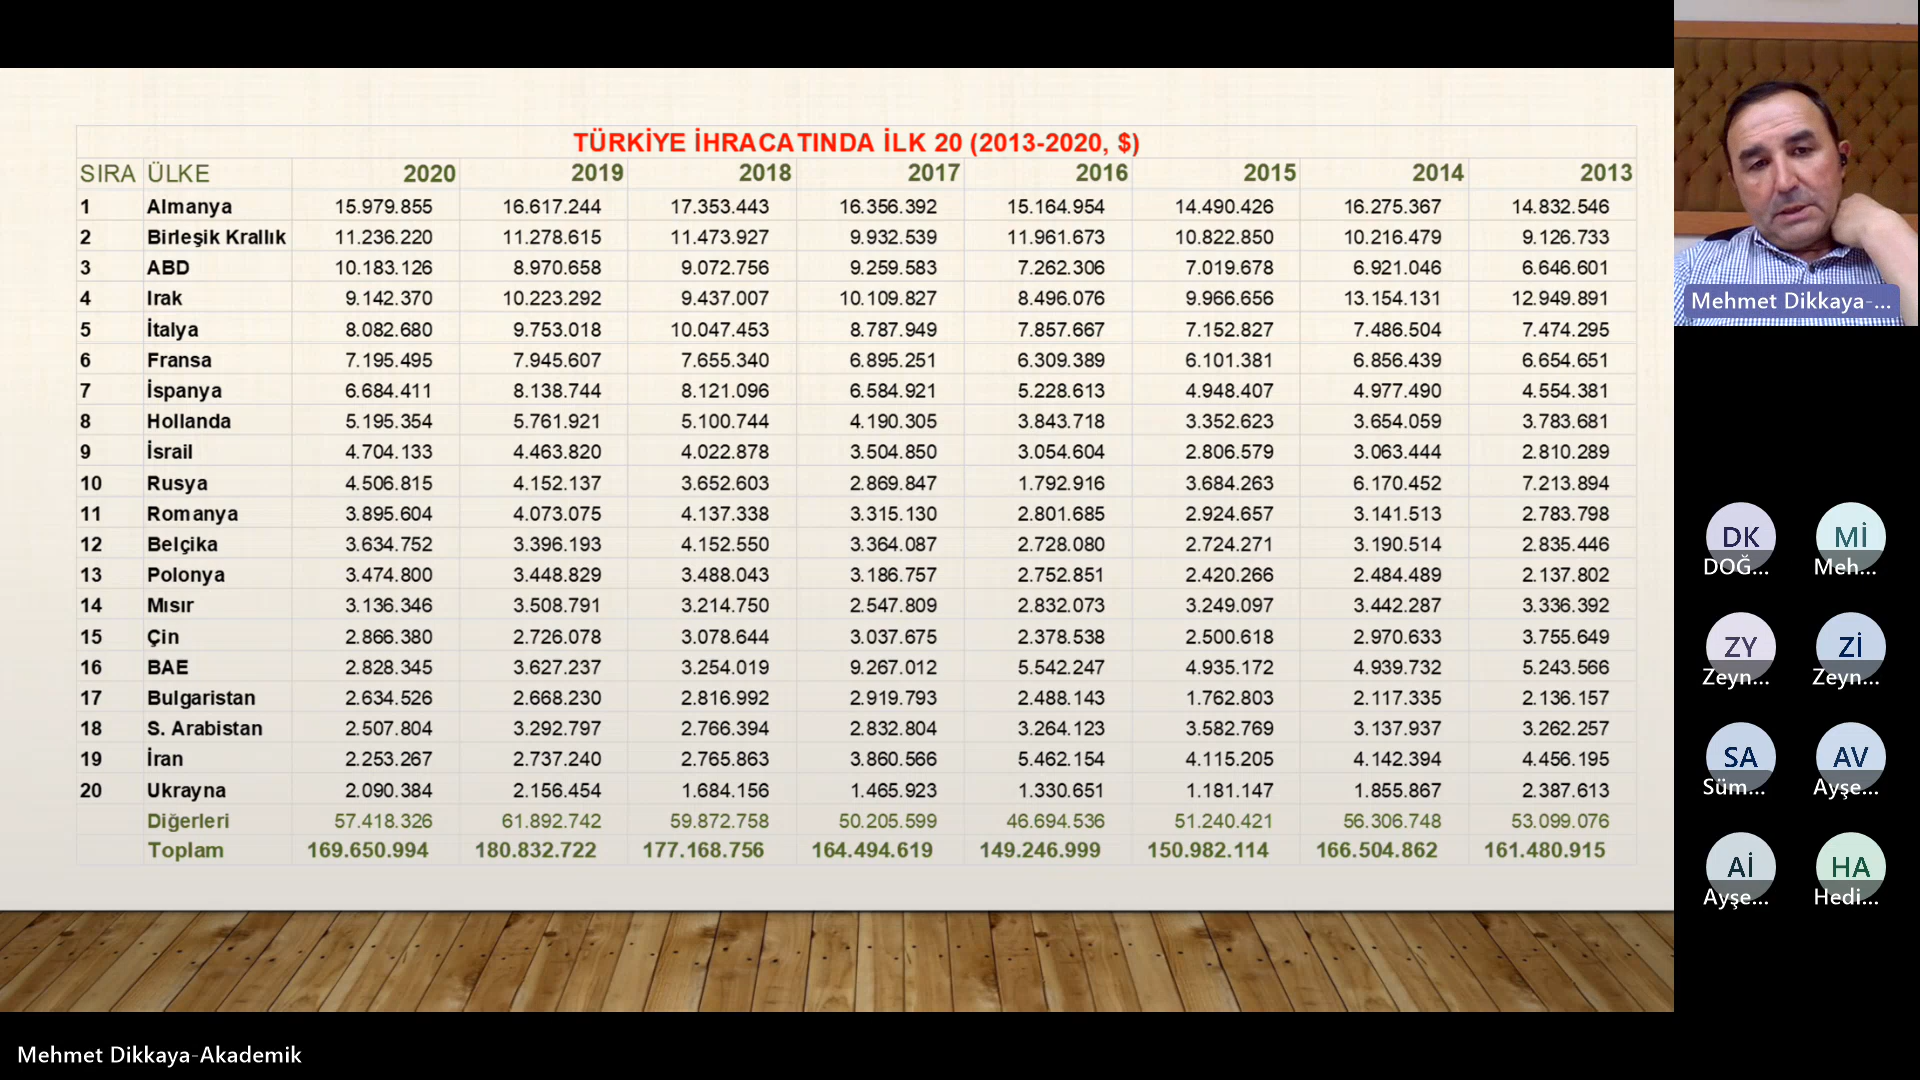 TÜRKİYE İHRACATINDA İLK 20 (2013-2020, $)
SIRA ÜLKE 2020 2019 2018 2017 2016 2015 2014 2013
1 Almanya 15.979.855 16.617.244 17.353.443 16.356.392 15.164.954 14.490.426 16.275.367 14.832.546
2 Birleşik Krallık 11.236.220 11.278.615 11.473.927 9.932.539 11.961.673 10.822.850 10.216.479 9.126.733
3 ABD 10.183.126 8.970.658 9.072.756 9.259.583 7.262.306 7.019.678 6.921.046 6.646.601
4 Irak 9.142.370 10.223.292 9.437.007 10.109.827 8.496.076 9.966.656 13.154.131 12.949.891
5 İtalya 8.082.680 9.753.018 10.047.453 8.787.949 7.857.667 7.152.827 7.486.504 7.474.295
6 Fransa 7.195.495 7.945.607 7.655.340 6.895.251 6.309.389 6.101.381 6.856.439 6.654.651
7 İspanya 6.684.411 8.138.744 8.121.096 6.584.921 5.228.613 4.948.407 4.977.490 4.554.381
8 Hollanda 5.195.354 5.761.921 5.100.744 4.190.305 3.843.718 3.352.623 3.654.059 3.783.681
9 İsrail 4.704.133 4.463.820 4.022.878 3.504.850 3.054.604 2.806.579 3.063.444 2.810.289
10 Rusya 4.506.815 4.152.137 3.652.603 2.869.847 1.792.916 3.684.263 6.170.452 7.213.894
11 Romanya 3.895.604 4.073.075 4.137.338 3.315.130 2.801.685 2.924.657 3.141.513 2.783.798
12 Belçika 3.634.752 3.396.193 4.152.550 3.364.087 2.728.080 2.724.271 3.190.514 2.835.446
13 Polonya 3.474.800 3.448.829 3.488.043 3.186.757 2.752.851 2.420.266 2.484.489 2.137.802
14 Mısır 3.136.346 3.508.791 3.214.750 2.547.809 2.832.073 3.249.097 3.442.287 3.336.392
15 Çin 2.866.380 2.726.078 3.078.644 3.037.675 2.378.538 2.500.618 2.970.633 3.755.649
16 BAE 2.828.345 3.627.237 3.254.019 9.267.012 5.542.247 4.935.172 4.939.732 5.243.566
17 Bulgaristan 2.634.526 2.668.230 2.816.992 2.919.793 2.488.143 1.762.803 2.117.335 2.136.157
18 S. Arabistan 2.507.804 3.292.797 2.766.394 2.832.804 3.264.123 3.582.769 3.137.937 3.262.257
19 İran 2.253.267 2.737.240 2.765.863 3.860.566 5.462.154 4.115.205 4.142.394 4.456.195
20 Ukrayna 2.090.384 2.156.454 1.684.156 1.465.923 1.330.651 1.181.147 1.855.867 2.387.613
Diğerleri 57.418.326 61.892.742 59.872.758 50.205.599 46.694.536 51.240.421 56.306.748 53.099.076
Toplam 169.650.994 180.832.722 177.168.756 164.494.619 149.246.999 150.982.114 166.504.862 161.480.915
Mehmet Dikkaya-...
DK Mİ
DOĞ... Meh...
ZY Zİ
Zeyn... Zeyn...
SA AV
Süm... Ayşe...
Aİ HA
Ayşe... Hedi...
Mehmet Dikkaya-Akademik